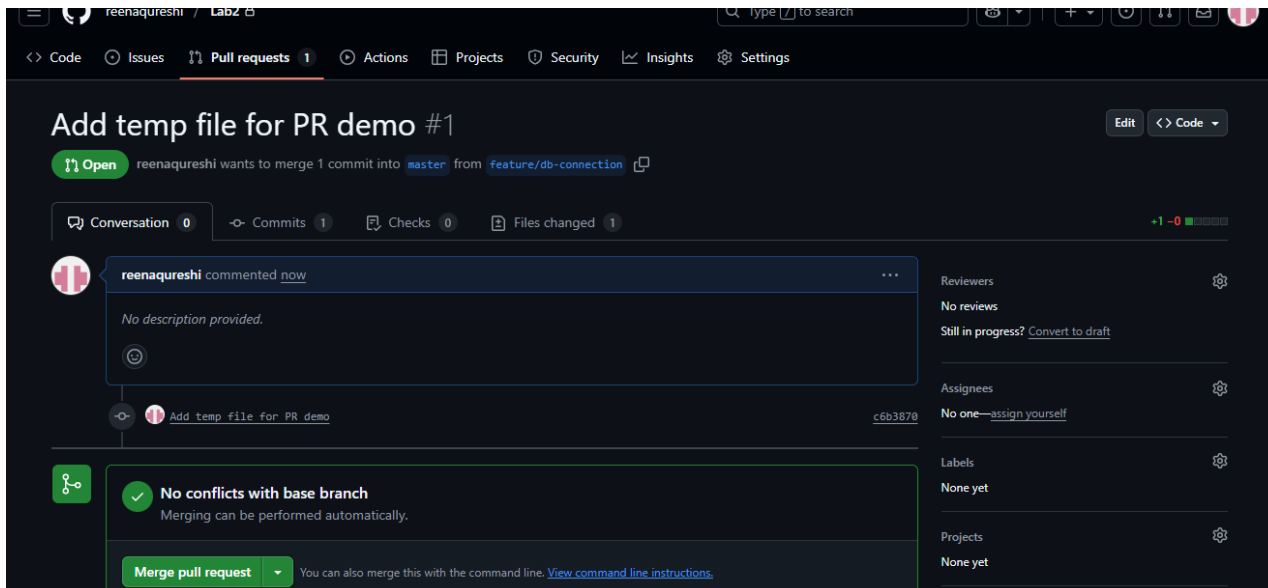 reenaqureshi / Lab2
Type / to search
Code Issues Pull requests 1 Actions Projects Security Insights Settings
Add temp file for PR demo #1
Edit
<> Code
Open reenaqureshi wants to merge 1 commit into master from feature/db-connection
Conversation 0 Commits 1 Checks 0 Files changed 1
+1 −0
reenaqureshi commented now
No description provided.
Add temp file for PR demo c6b3870
No conflicts with base branch
Merging can be performed automatically.
Merge pull request You can also merge this with the command line. View command line instructions.
Reviewers
No reviews
Still in progress? Convert to draft
Assignees
No one—assign yourself
Labels
None yet
Projects
None yet